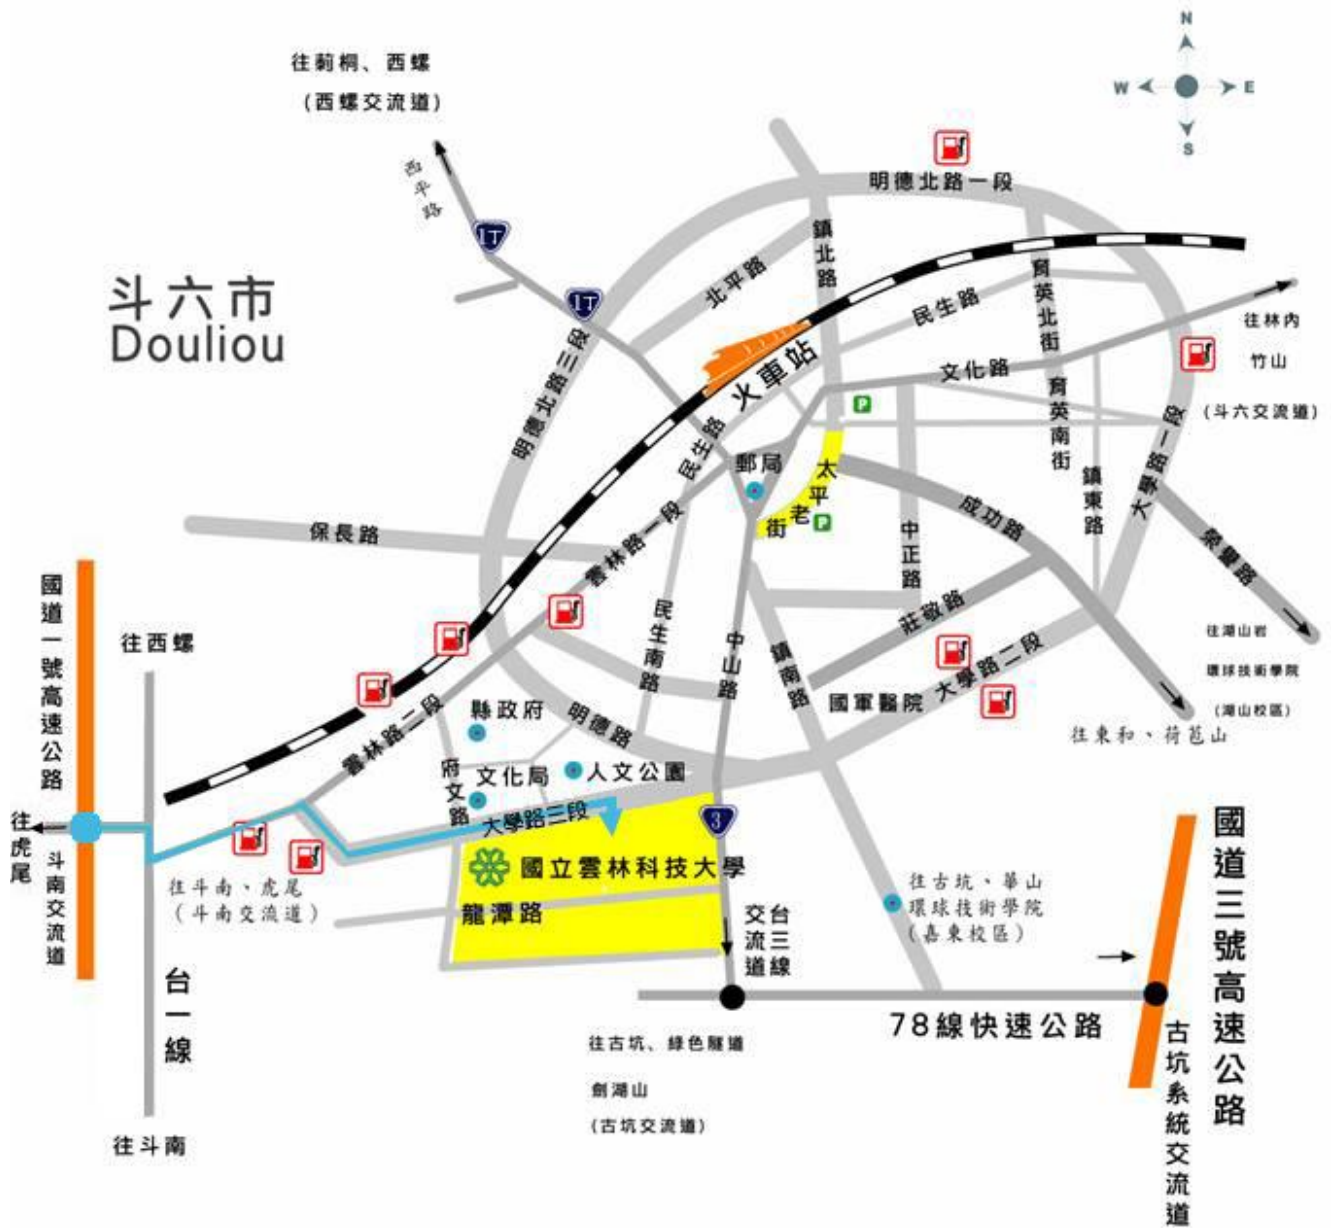 N
W
E
S
往莿桐、西螺
(西螺交流道)
西平路
1丁
1丁
斗六市
Douliou
明德北路一段
鎮北路
北平路
育英北街
民生路
往林內
竹山
(斗六交流道)
火車站
明德北路三段
文化路
育英南街
P
大學路一段
民生路
郵局
太平老街
P
鎮東路
成功路
中正路
榮譽路
保長路
雲林路一段
國道一號高速公路
往西螺
民生南路
中山路
鎮南路
莊敬路
往湖山岩
環球技術學院
(湖山校區)
大學路二段
國軍醫院
往東和、荷苞山
雲林路二段
縣政府
明德路
府文路
文化局
人文公園
大學路三段
3
往虎尾
斗南交流道
往斗南、虎尾
(斗南交流道)
國立雲林科技大學
龍潭路
往古坑、華山
環球技術學院
(嘉東校區)
台三線
交流道
國道三號高速公路
台一線
78線快速公路
古坑系統交流道
往古坑、綠色隧道
劍湖山
(古坑交流道)
往斗南